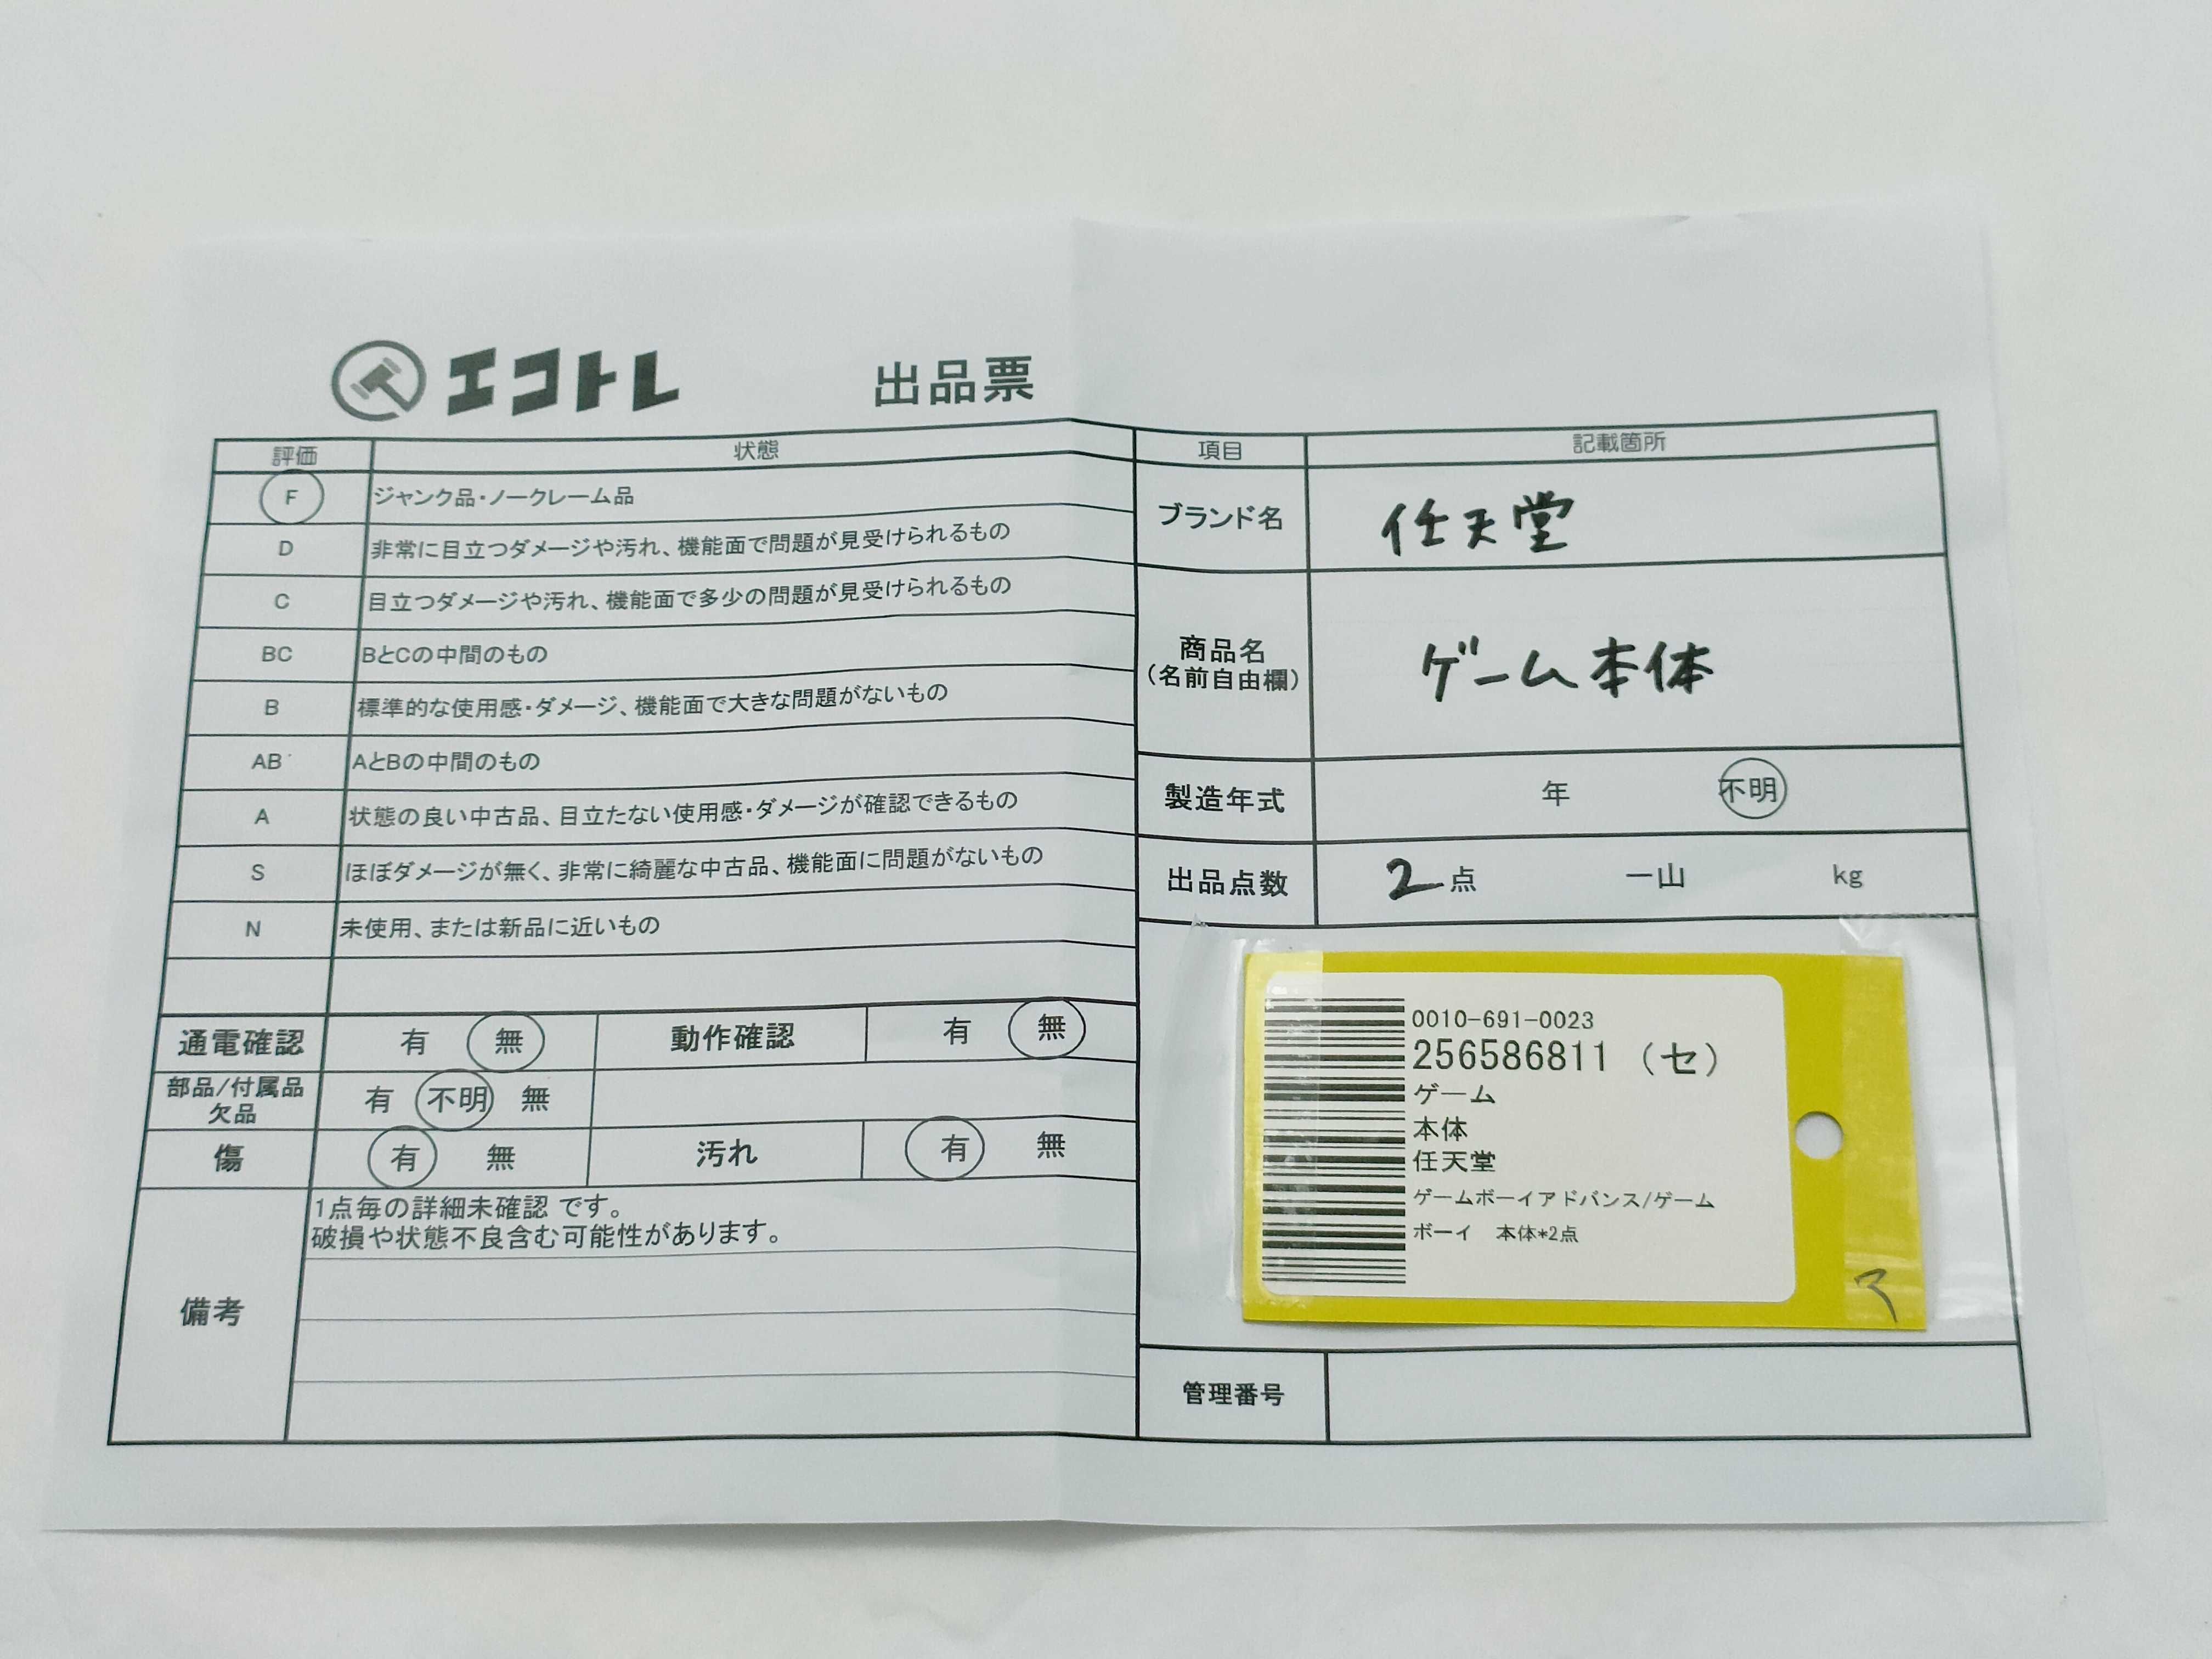 エコトレ 出品票
評価 状態
F ジャンク品・ノークレーム品
D 非常に目立つダメージや汚れ、機能面で問題が見受けられるもの
C 目立つダメージや汚れ、機能面で多少の問題が見受けられるもの
BC BとCの中間のもの
B 標準的な使用感・ダメージ、機能面で大きな問題がないもの
AB AとBの中間のもの
A 状態の良い中古品、目立たない使用感・ダメージが確認できるもの
S ほぼダメージが無く、非常に綺麗な中古品、機能面に問題がないもの
N 未使用、または新品に近いもの
通電確認 有 無 動作確認 有 無
部品/付属品
欠品 有 不明 無
傷 有 無 汚れ 有 無
備考
1点毎の詳細未確認 です。
破損や状態不良含む可能性があります。
項目 記載箇所
ブランド名 任天堂
商品名
(名前自由欄) ゲーム本体
製造年式 年 不明
出品点数 2点 一山 kg
0010-691-0023
256586811 (セ)
ゲーム
本体
任天堂
ゲームボーイアドバンス/ゲーム
ボーイ 本体*2点
管理番号